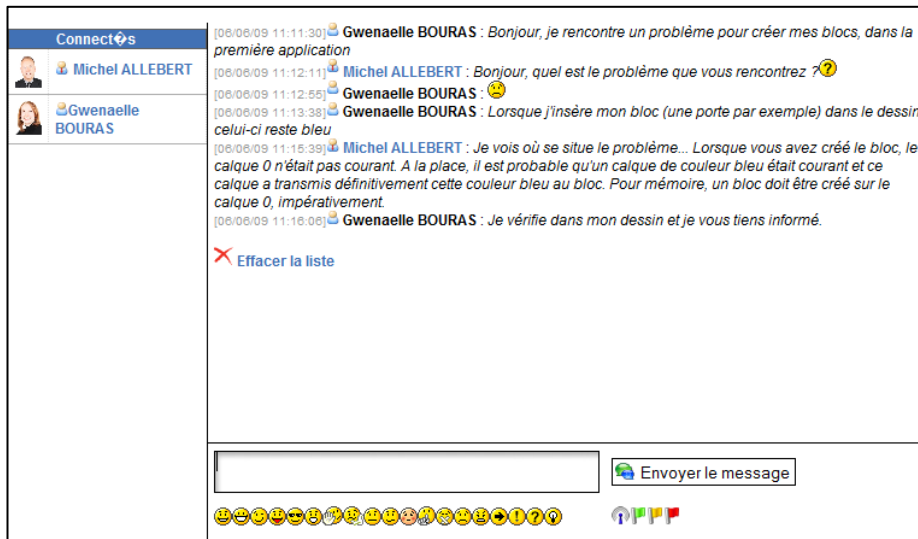 Connect�s
Michel ALLEBERT
Gwenaelle
BOURAS
[06/06/09 11:11:30] Gwenaelle BOURAS : Bonjour, je rencontre un problème pour créer mes blocs, dans la
première application
[06/06/09 11:12:11] Michel ALLEBERT : Bonjour, quel est le problème que vous rencontrez ?
[06/06/09 11:12:55] Gwenaelle BOURAS :
[06/06/09 11:13:38] Gwenaelle BOURAS : Lorsque j'insère mon bloc (une porte par exemple) dans le dessin
celui-ci reste bleu
[06/06/09 11:15:39] Michel ALLEBERT : Je vois où se situe le problème... Lorsque vous avez créé le bloc, le
calque 0 n'était pas courant. A la place, il est probable qu'un calque de couleur bleu était courant et ce
calque a transmis définitivement cette couleur bleu au bloc. Pour mémoire, un bloc doit être créé sur le
calque 0, impérativement.
[06/06/09 11:16:06] Gwenaelle BOURAS : Je vérifie dans mon dessin et je vous tiens informé.
Effacer la liste
Envoyer le message